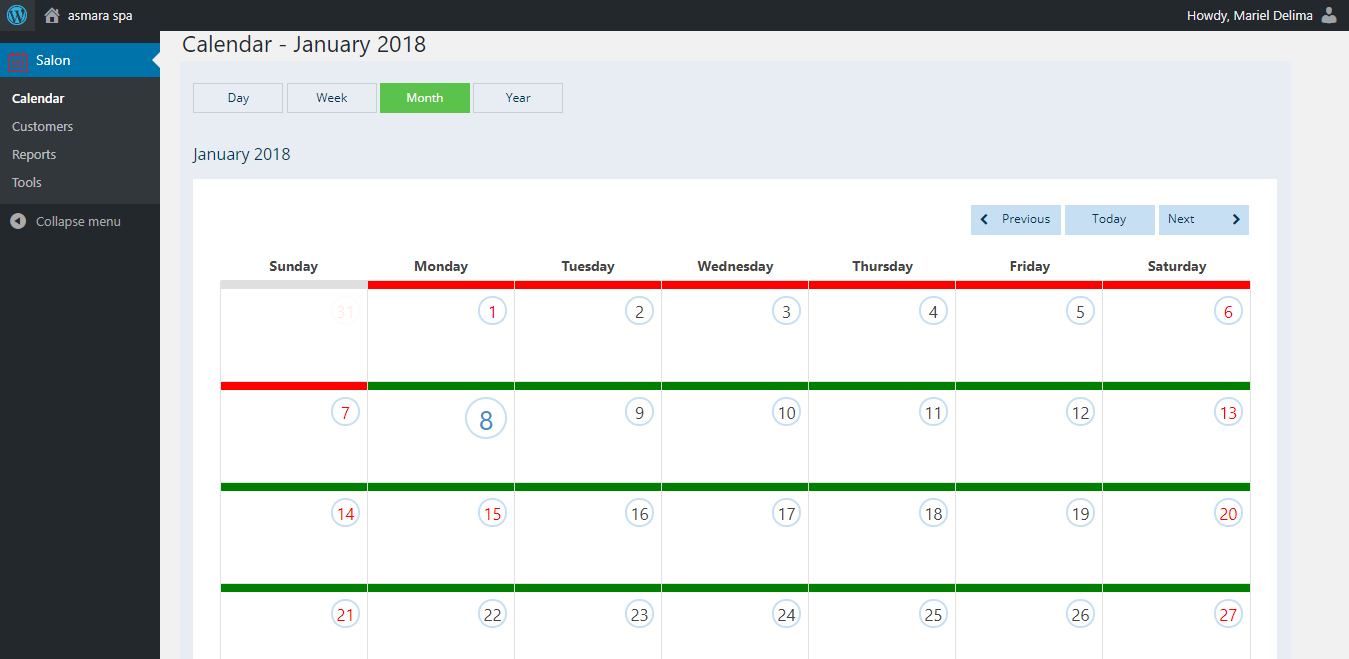 asmara spa
Howdy, Mariel Delima
Salon
Calendar
Customers
Reports
Tools
Collapse menu
Calendar - January 2018
Day Week Month Year
January 2018
Previous Today Next
Sunday Monday Tuesday Wednesday Thursday Friday Saturday
31 1 2 3 4 5 6
7 8 9 10 11 12 13
14 15 16 17 18 19 20
21 22 23 24 25 26 27